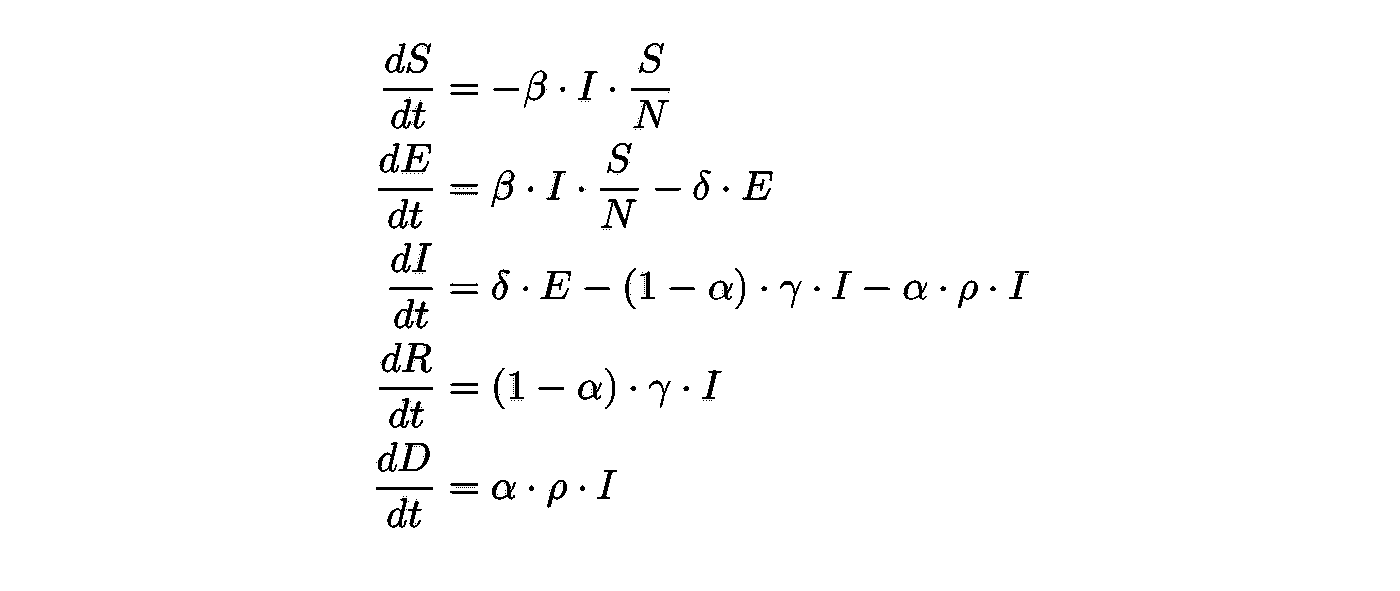 dS/dt = −β · I · S/N
dE/dt = β · I · S/N − δ · E
dI/dt = δ · E − (1 − α) · γ · I − α · ρ · I
dR/dt = (1 − α) · γ · I
dD/dt = α · ρ · I